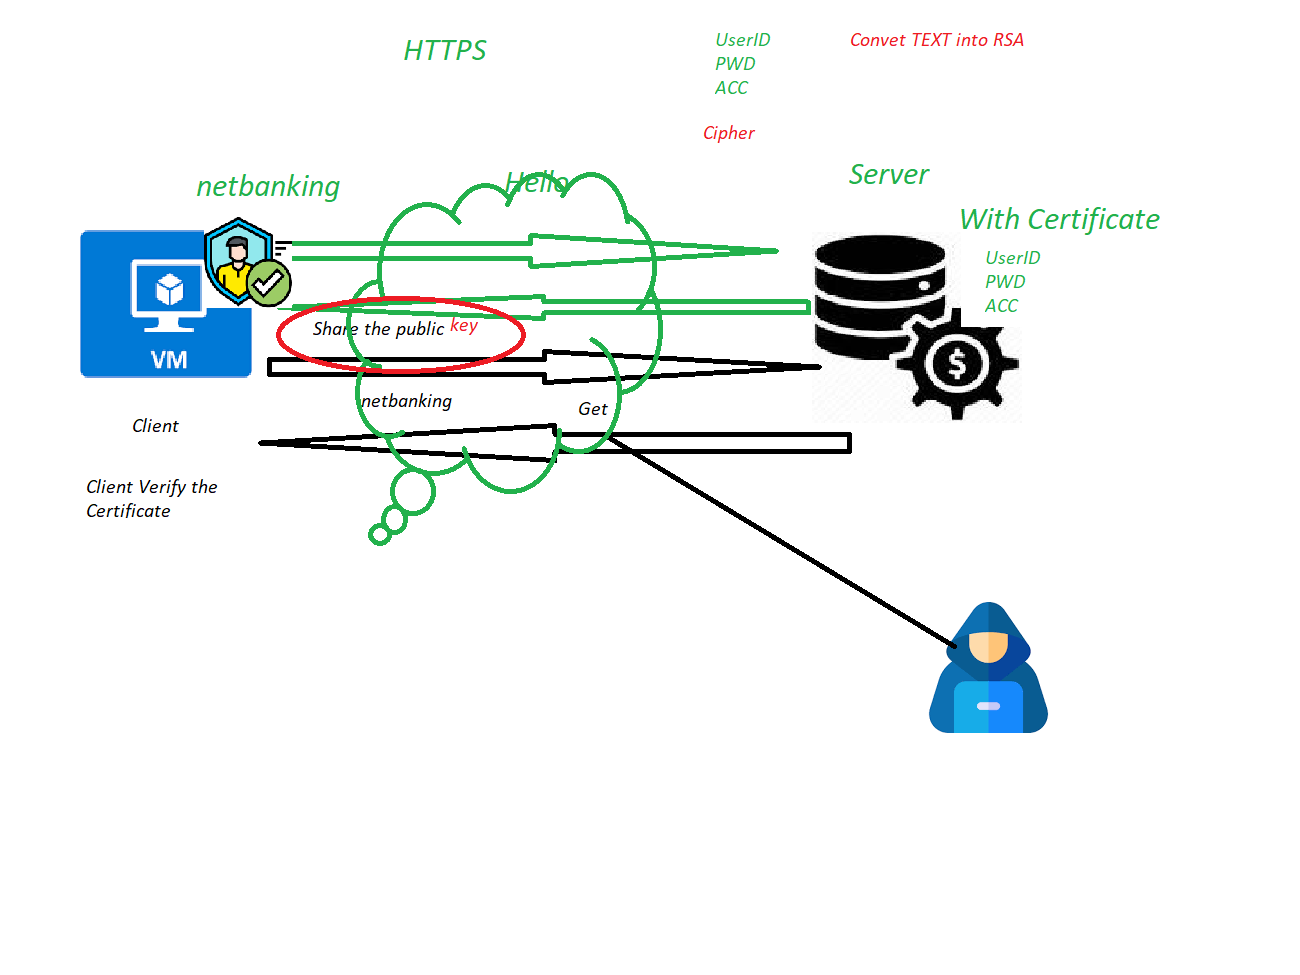 HTTPS
UserID
PWD
ACC
Convet TEXT into RSA
Cipher
netbanking
Hello
Server
With Certificate
UserID
PWD
ACC
VM
Share the public key
$
netbanking
Get
Client
Client Verify the
Certificate